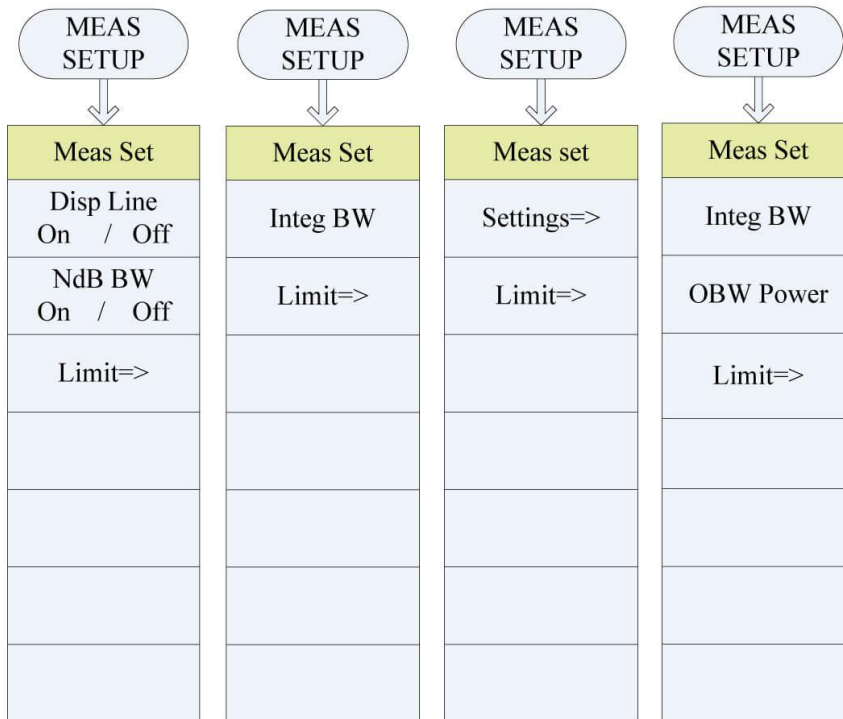 MEAS
SETUP
Meas Set
Disp Line
On / Off
NdB BW
On / Off
Limit=>
MEAS
SETUP
Meas Set
Integ BW
Limit=>
MEAS
SETUP
Meas set
Settings=>
Limit=>
MEAS
SETUP
Meas Set
Integ BW
OBW Power
Limit=>